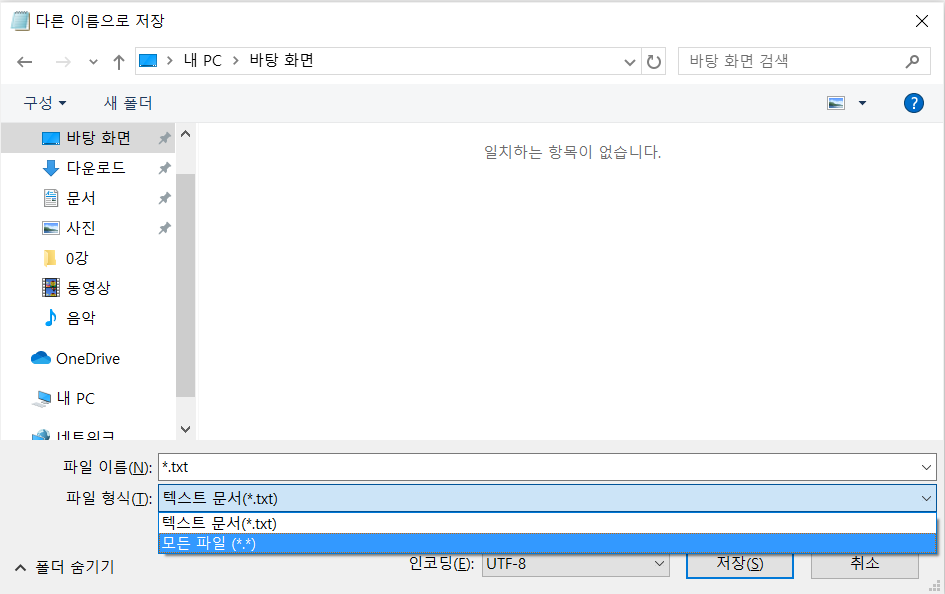 다른 이름으로 저장
내 PC
바탕 화면
바탕 화면 검색
구성
새 폴더
?
바탕 화면
일치하는 항목이 없습니다.
다운로드
문서
사진
0강
동영상
음악
OneDrive
내 PC
네트워크
파일 이름(N):
*.txt
파일 형식(T):
텍스트 문서(*.txt)
텍스트 문서(*.txt)
모든 파일 (*.*)
폴더 숨기기
인코딩(E):
UTF-8
저장(S)
취소